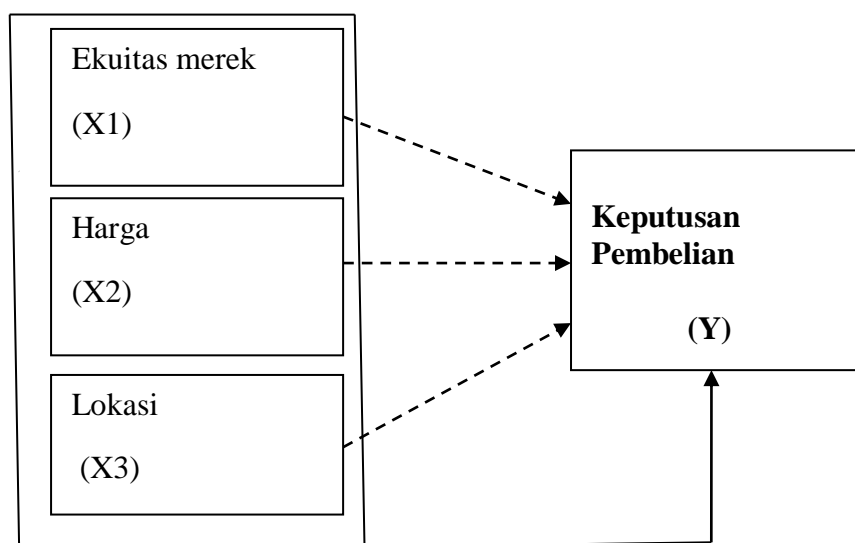 Ekuitas merek
(X1)
Harga
(X2)
Lokasi
(X3)
Keputusan
Pembelian
(Y)